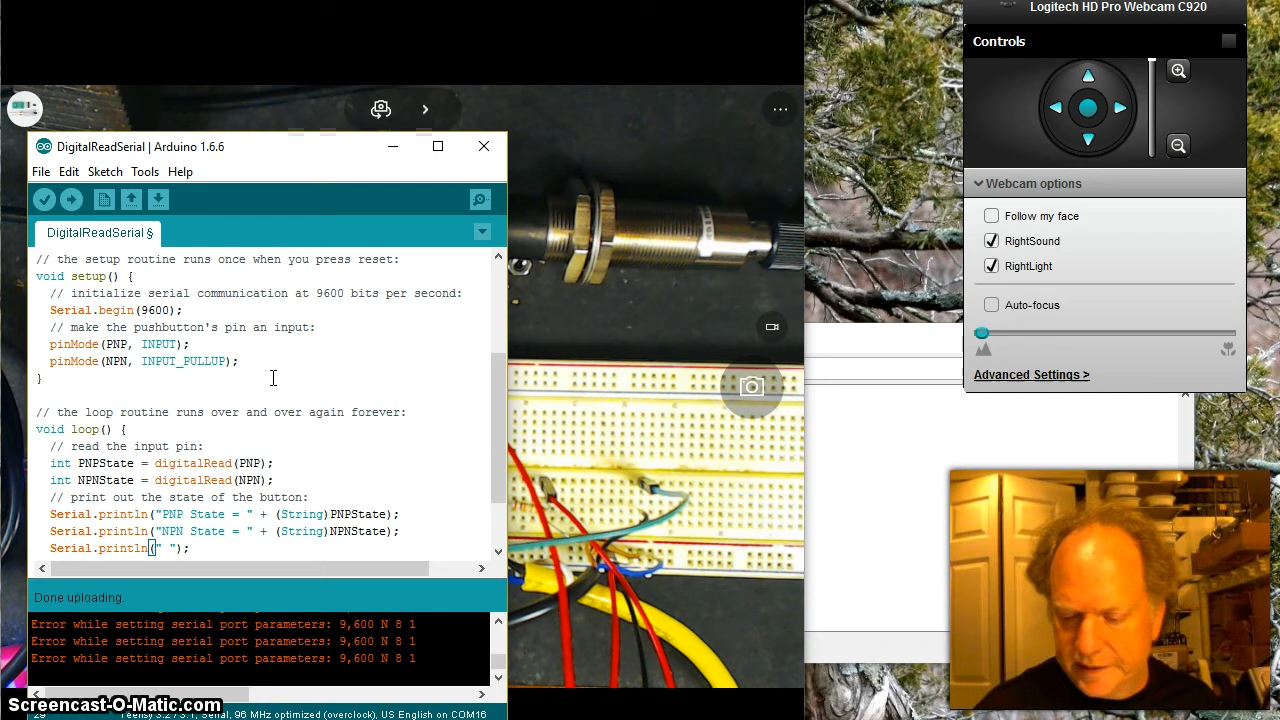 Logitech HD Pro Webcam C920
Controls
Webcam options
Follow my face
RightSound
RightLight
Auto-focus
Advanced Settings >
DigitalReadSerial | Arduino 1.6.6
File Edit Sketch Tools Help
DigitalReadSerial §
// the setup routine runs once when you press reset:
void setup() {
// initialize serial communication at 9600 bits per second:
Serial.begin(9600);
// make the pushbutton's pin an input:
pinMode(PNP, INPUT);
pinMode(NPN, INPUT_PULLUP);
}
// the loop routine runs over and over again forever:
void loop() {
// read the input pin:
int PNPState = digitalRead(PNP);
int NPNState = digitalRead(NPN);
// print out the state of the button:
Serial.println("PNP State = " + (String)PNPState);
Serial.println("NPN State = " + (String)NPNState);
Serial.println(" ");
Done uploading.
Error while setting serial port parameters: 9,600 N 8 1
Error while setting serial port parameters: 9,600 N 8 1
Error while setting serial port parameters: 9,600 N 8 1
29 Teensy 3.2 / 3.1, Serial, 96 MHz optimized (overclock), US English on COM16
Screencast-O-Matic.com